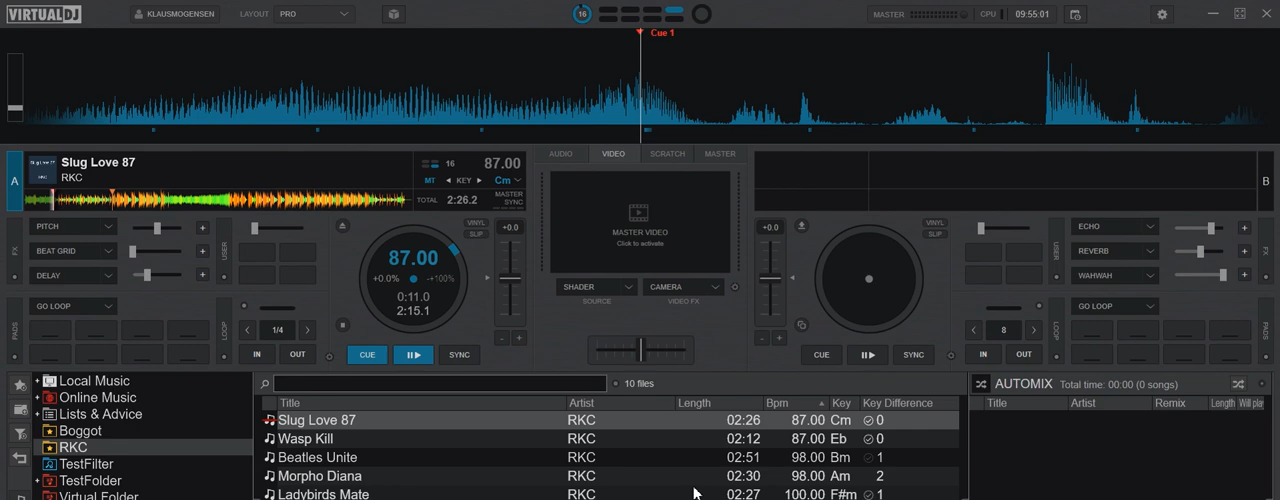 VIRTUALDJ KLAUSMOGENSEN LAYOUT PRO 16 MASTER CPU 09:55:01
Cue 1
A Slug Love 87 16 87.00 AUDIO VIDEO SCRATCH MASTER B
RKC MT KEY Cm
TOTAL 2:26.2 MASTER SYNC
MASTER VIDEO
Click to activate
FX PITCH + USER VINYL +0.0 +0.0 VINYL ECHO + FX
SLIP SLIP
BEAT GRID + 87.00 REVERB +
DELAY + +0.0% +100% WAHWAH +
0:11.0 SHADER CAMERA
2:15.1 SOURCE VIDEO FX
PADS GO LOOP LOOP 1/4 8 LOOP GO LOOP PADS
- + - +
IN OUT CUE SYNC CUE SYNC IN OUT
+ Local Music 10 files AUTOMIX Total time: 00:00 (0 songs)
+ Online Music Title Artist Length Bpm Key Key Difference Title Artist Remix Length Will play
+ Lists & Advice Slug Love 87 RKC 02:26 87.00 Cm 0
Boggot Wasp Kill RKC 02:12 87.00 Eb 0
RKC Beatles Unite RKC 02:51 98.00 Bm 1
TestFilter Morpho Diana RKC 02:30 98.00 Am 2
+ TestFolder Ladybirds Mate RKC 02:27 100.00 F#m 1
Virtual Folder